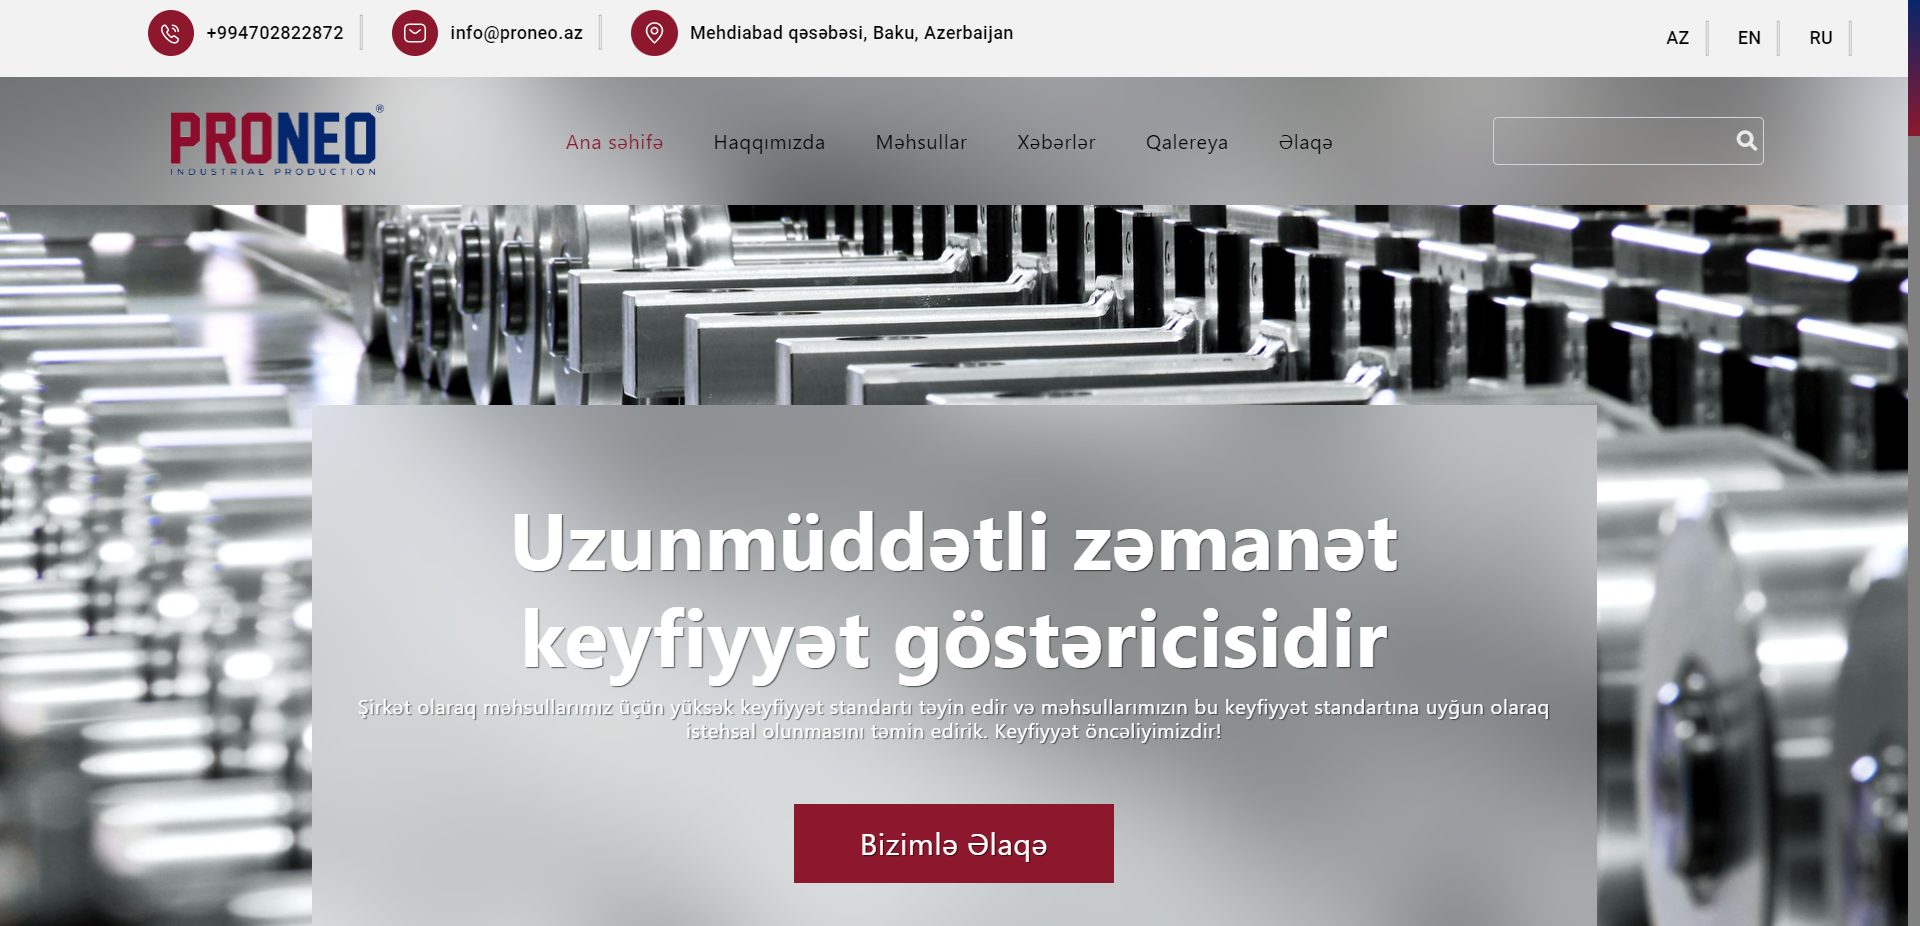 +994702822872
info@proneo.az
Mehdiabad qəsəbəsi, Baku, Azerbaijan
AZ
EN
RU
PRONEO®
INDUSTRIAL PRODUCTION
Ana səhifə
Haqqımızda
Məhsullar
Xəbərlər
Qalereya
Əlaqə
Uzunmüddətli zəmanət
keyfiyyət göstəricisidir
Şirkət olaraq məhsullarımız üçün yüksək keyfiyyət standartı təyin edir və məhsullarımızın bu keyfiyyət standartına uyğun olaraq
istehsal olunmasını təmin edirik. Keyfiyyət öncəliyimizdir!
Bizimlə Əlaqə